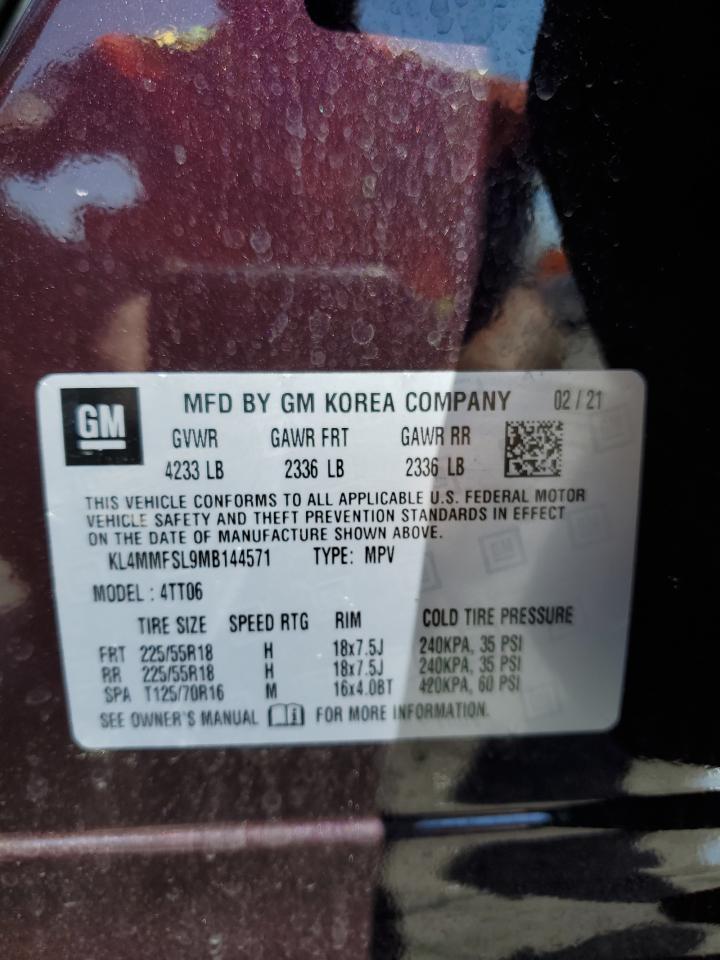 GM
MFD BY GM KOREA COMPANY 02 / 21
GVWR GAWR FRT GAWR RR
4233 LB 2336 LB 2336 LB
THIS VEHICLE CONFORMS TO ALL APPLICABLE U.S. FEDERAL MOTOR
VEHICLE SAFETY AND THEFT PREVENTION STANDARDS IN EFFECT
ON THE DATE OF MANUFACTURE SHOWN ABOVE.
KL4MMFSL9MB144571 TYPE: MPV
MODEL : 4TT06
TIRE SIZE SPEED RTG RIM COLD TIRE PRESSURE
FRT 225/55R18 H 18x7.5J 240KPA, 35 PSI
RR 225/55R18 H 18x7.5J 240KPA, 35 PSI
SPA T125/70R16 M 16x4.0BT 420KPA, 60 PSI
SEE OWNER'S MANUAL FOR MORE INFORMATION.